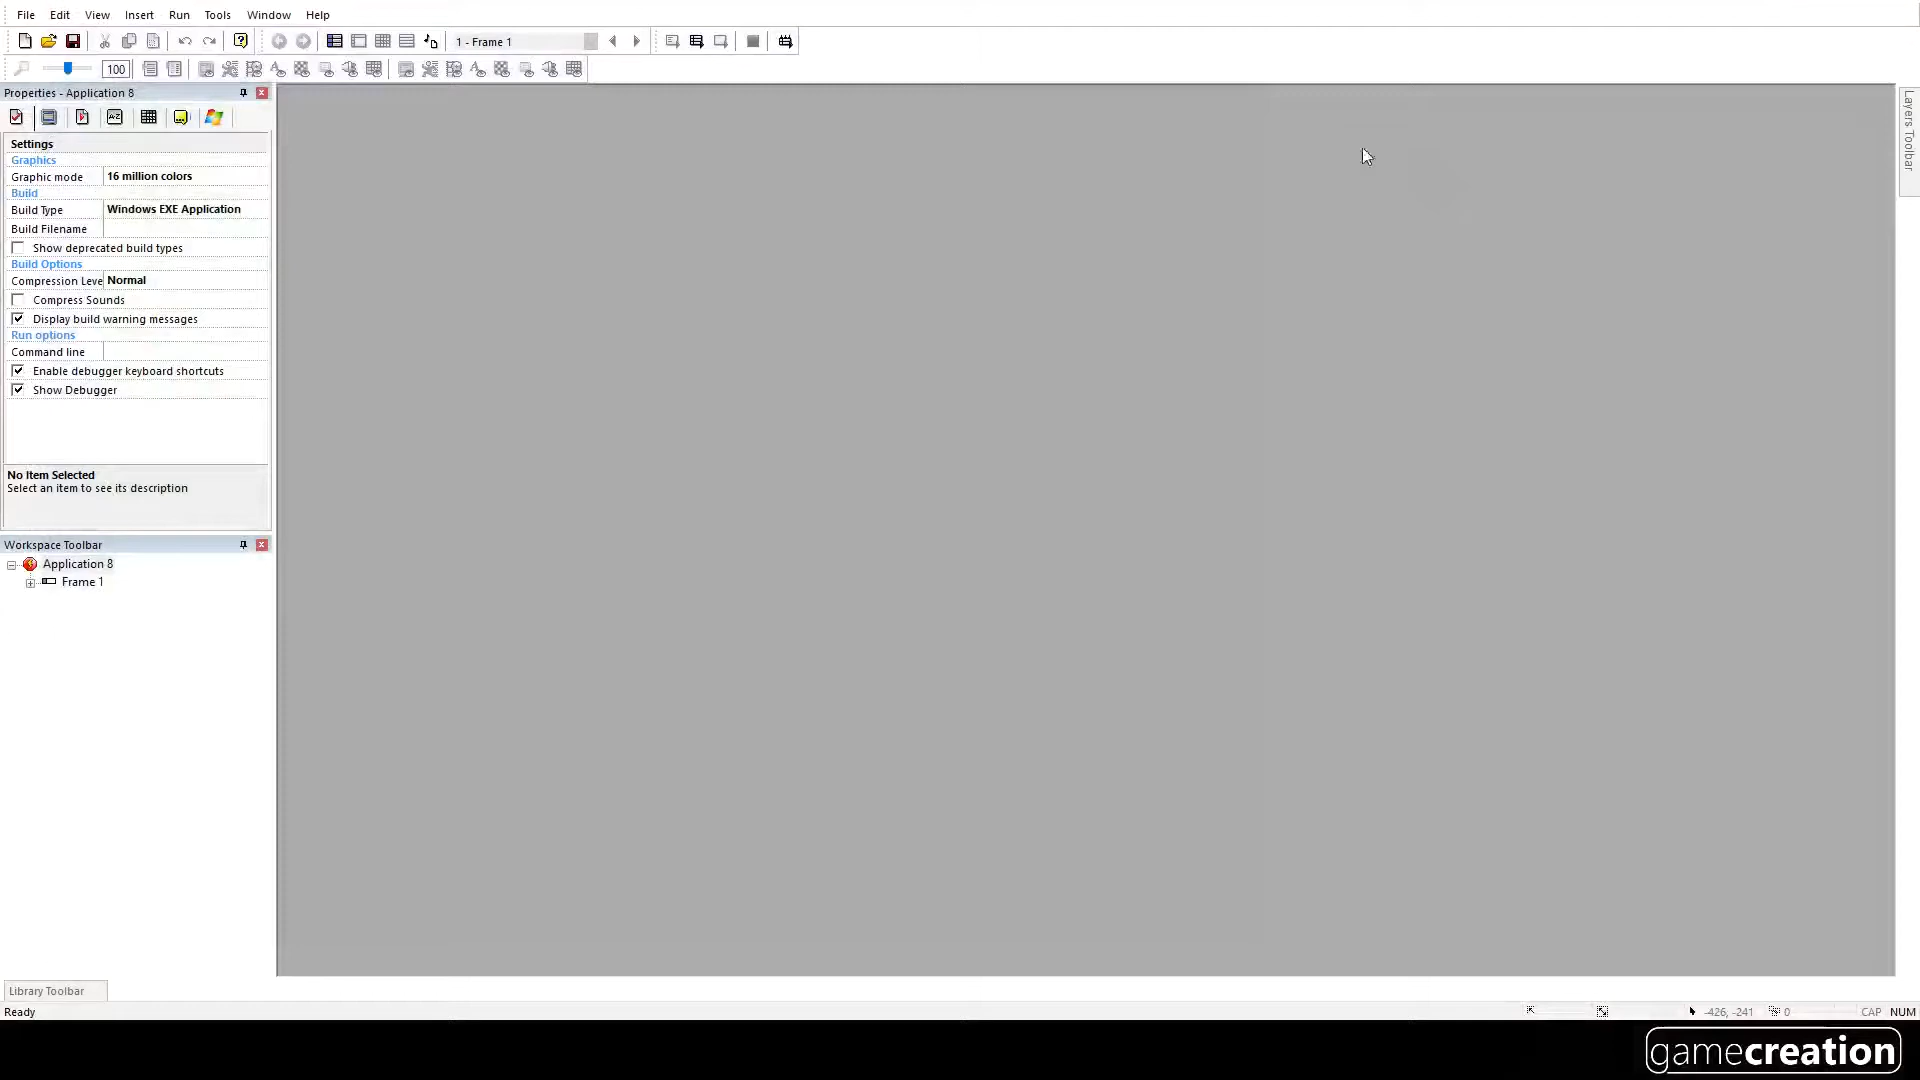 File Edit View Insert Run Tools Window Help
1 - Frame 1
100
Properties - Application 8
Settings
Graphics
Graphic mode 16 million colors
Build
Build Type Windows EXE Application
Build Filename
Show deprecated build types
Build Options
Compression Leve Normal
Compress Sounds
Display build warning messages
Run options
Command line
Enable debugger keyboard shortcuts
Show Debugger
No Item Selected
Select an item to see its description
Workspace Toolbar
Application 8
Frame 1
Layers Toolbar
Library Toolbar
Ready -426, -241 0 CAP NUM
gamecreation